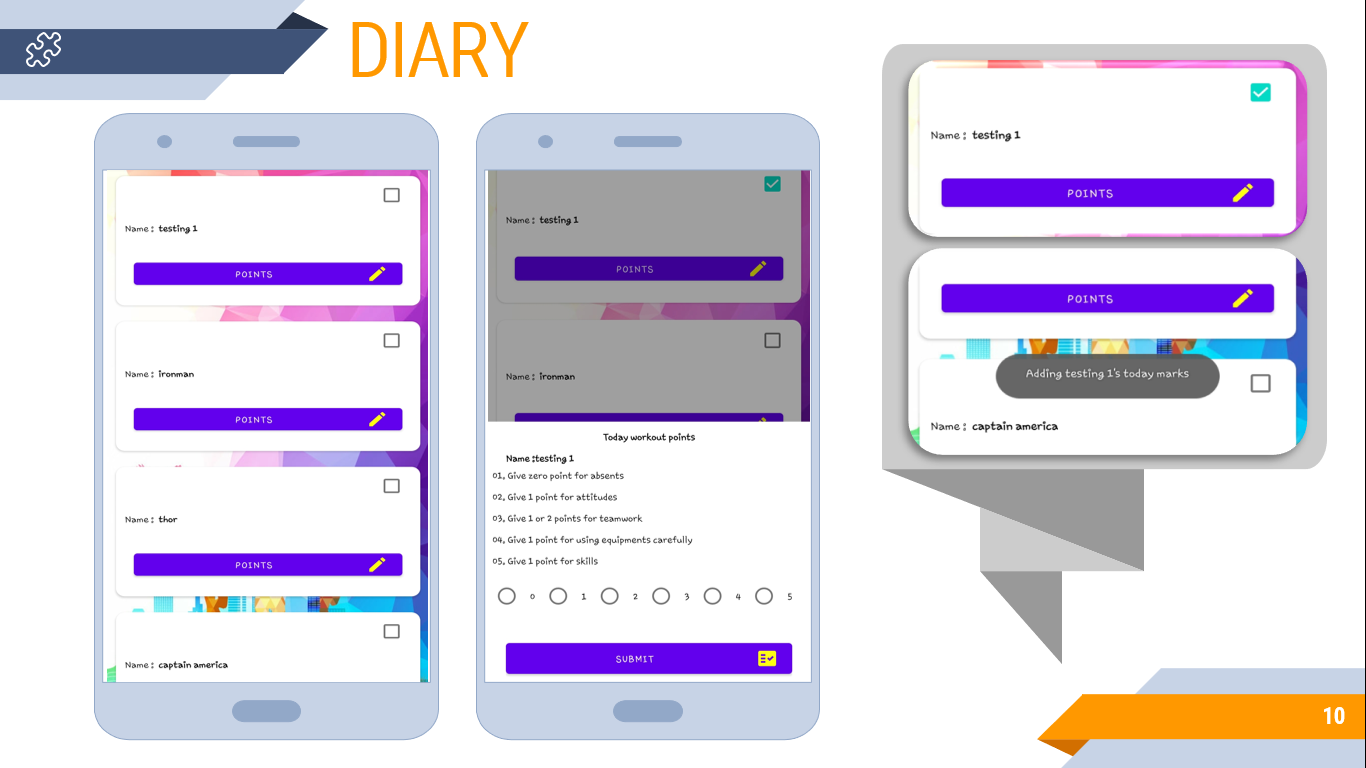 DIARY
Name : testing 1
POINTS
Name : ironman
POINTS
Name : thor
POINTS
Name : captain america
Name : testing 1
POINTS
Name : ironman
Today workout points
Name :testing 1
01, Give zero point for absents
02, Give 1 point for attitudes
03, Give 1 or 2 points for teamwork
04, Give 1 point for using equipments carefully
05, Give 1 point for skills
0 1 2 3 4 5
SUBMIT
Name : testing 1
POINTS
POINTS
Adding testing 1's today marks
Name : captain america
10